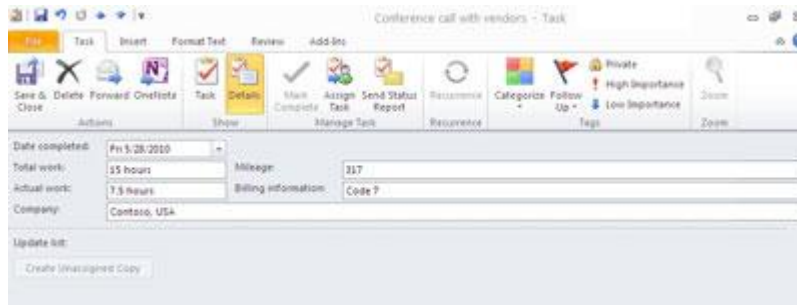 Conference call with vendors - Task
File Task Insert Format Text Review Add-Ins
Save & Close Delete Forward OneNote Task Details Mark Complete Assign Task Send Status Report Recurrence Categorize Follow Up Private High Importance Low Importance Zoom
Actions Show Manage Task Recurrence Tags Zoom
Date completed: Fri 5/28/2010
Total work: 15 hours Mileage: 317
Actual work: 7.5 hours Billing information: Code 7
Company: Contoso, USA
Update list:
Create Unassigned Copy